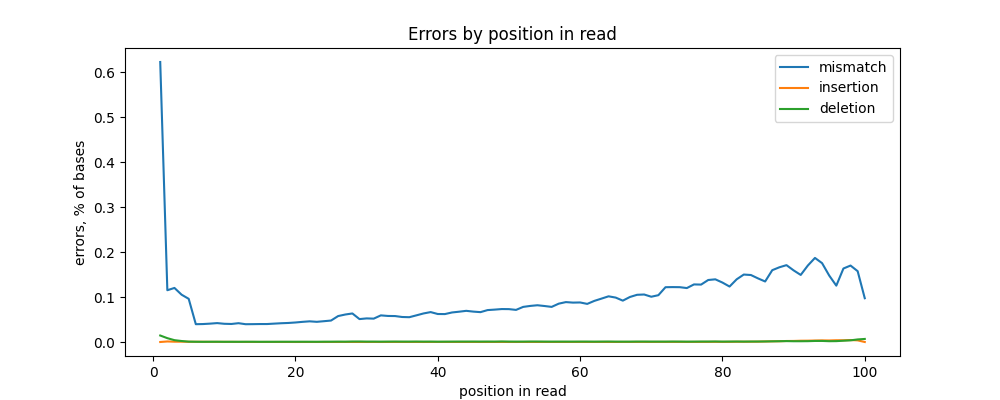 Errors by position in read
errors, % of bases
0.6
0.5
0.4
0.3
0.2
0.1
0.0
mismatch
insertion
deletion
0 20 40 60 80 100
position in read